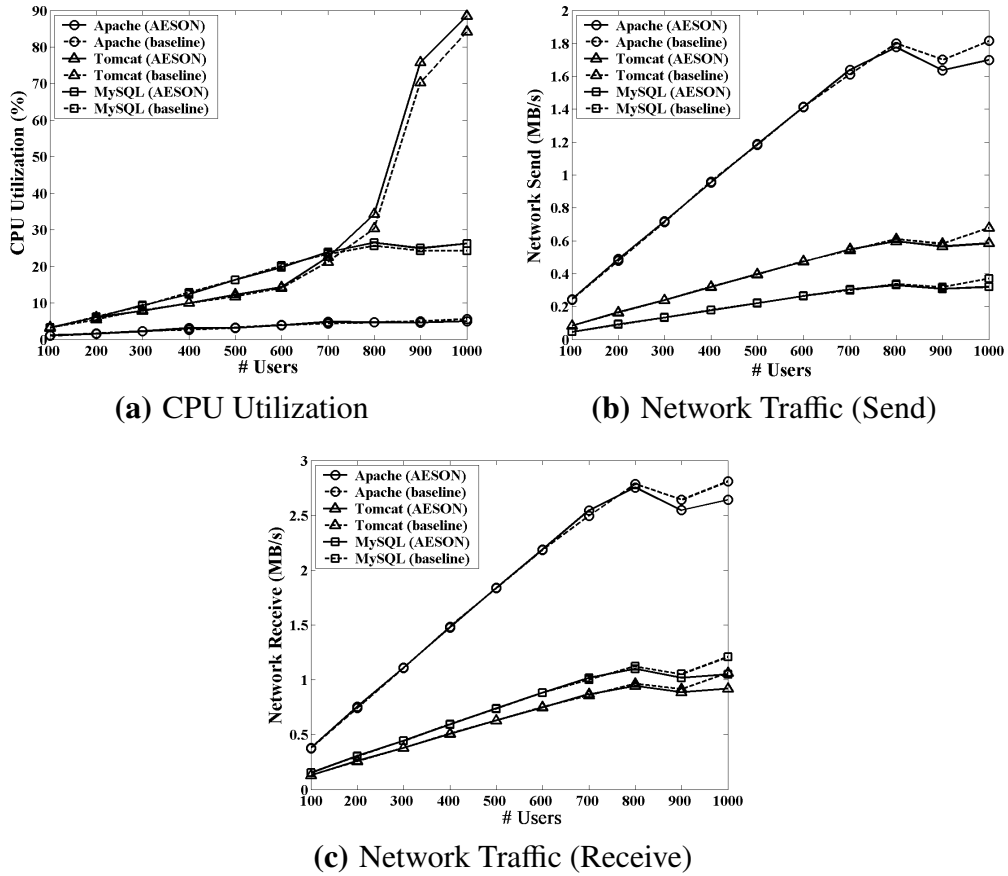 90
80
70
60
50
40
30
20
10
0
CPU Utilization (%)
Apache (AESON)
Apache (baseline)
Tomcat (AESON)
Tomcat (baseline)
MySQL (AESON)
MySQL (baseline)
100 200 300 400 500 600 700 800 900 1000
# Users
(a) CPU Utilization
2
1.8
1.6
1.4
1.2
1
0.8
0.6
0.4
0.2
0
Network Send (MB/s)
Apache (AESON)
Apache (baseline)
Tomcat (AESON)
Tomcat (baseline)
MySQL (AESON)
MySQL (baseline)
100 200 300 400 500 600 700 800 900 1000
# Users
(b) Network Traffic (Send)
3
2.5
2
1.5
1
0.5
0
Network Receive (MB/s)
Apache (AESON)
Apache (baseline)
Tomcat (AESON)
Tomcat (baseline)
MySQL (AESON)
MySQL (baseline)
100 200 300 400 500 600 700 800 900 1000
# Users
(c) Network Traffic (Receive)